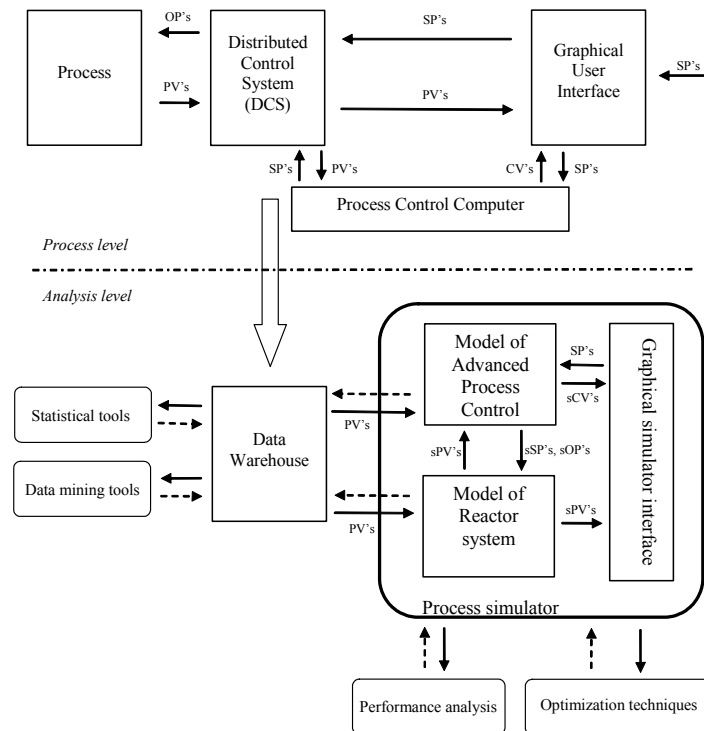 OP's
SP's
Process
Distributed
Control
System
(DCS)
Graphical
User
Interface
SP's
PV's
PV's
SP's
PV's
CV's
SP's
Process Control Computer
Process level
Analysis level
Model of
Advanced
Process
Control
SP's
sCV's
Graphical simulator interface
Statistical tools
Data
Warehouse
PV's
sPV's
sSP's, sOP's
Data mining tools
Model of
Reactor
system
sPV's
PV's
Process simulator
Performance analysis
Optimization techniques